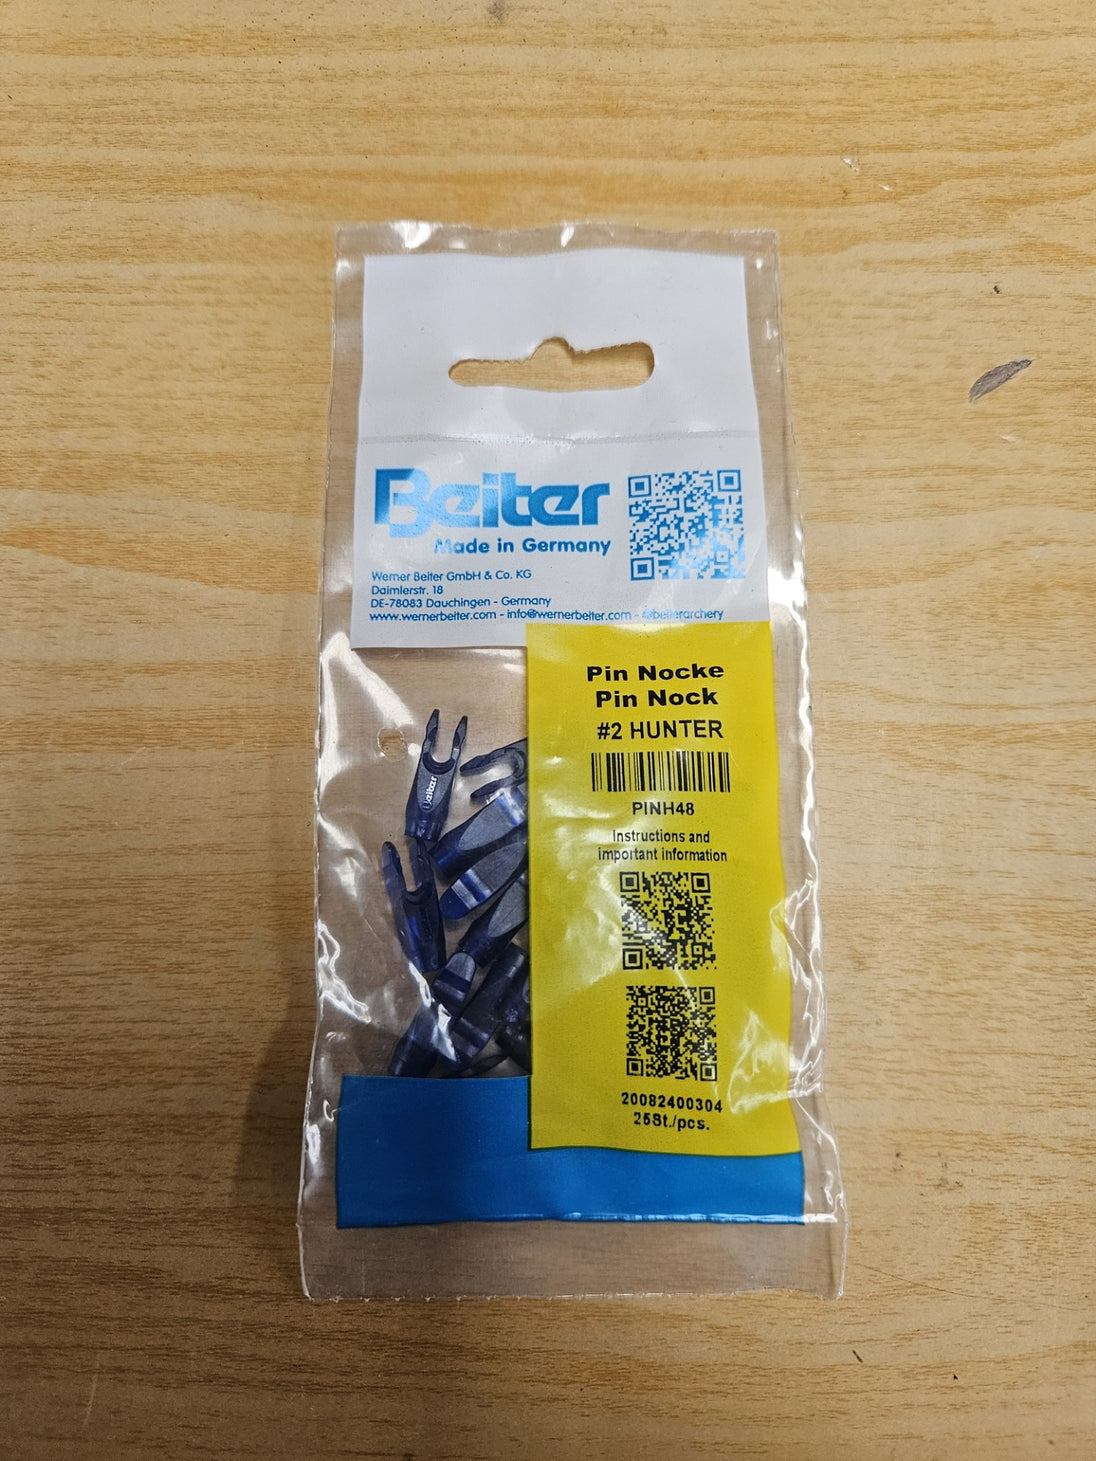 Beiter
Made in Germany
Werner Beiter GmbH & Co. KG
Daimlerstr. 18
DE-78083 Dauchingen - Germany
www.wernerbeiter.com - info@wernerbeiter.com - @beiterarchery
Pin Nocke
Pin Nock
#2 HUNTER
PINH48
Instructions and
important information
20082400304
25St./pcs.
Beiter